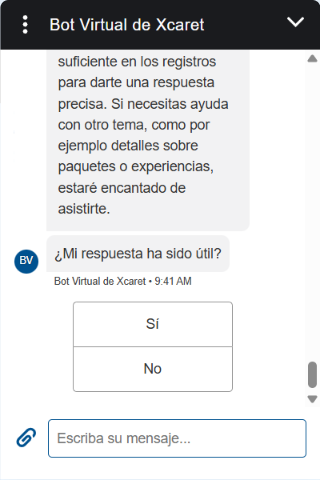 Bot Virtual de Xcaret
suficiente en los registros
para darte una respuesta
precisa. Si necesitas ayuda
con otro tema, como por
ejemplo detalles sobre
paquetes o experiencias,
estaré encantado de
asistirte.
¿Mi respuesta ha sido útil?
BV
Bot Virtual de Xcaret • 9:41 AM
Sí
No
Escriba su mensaje...